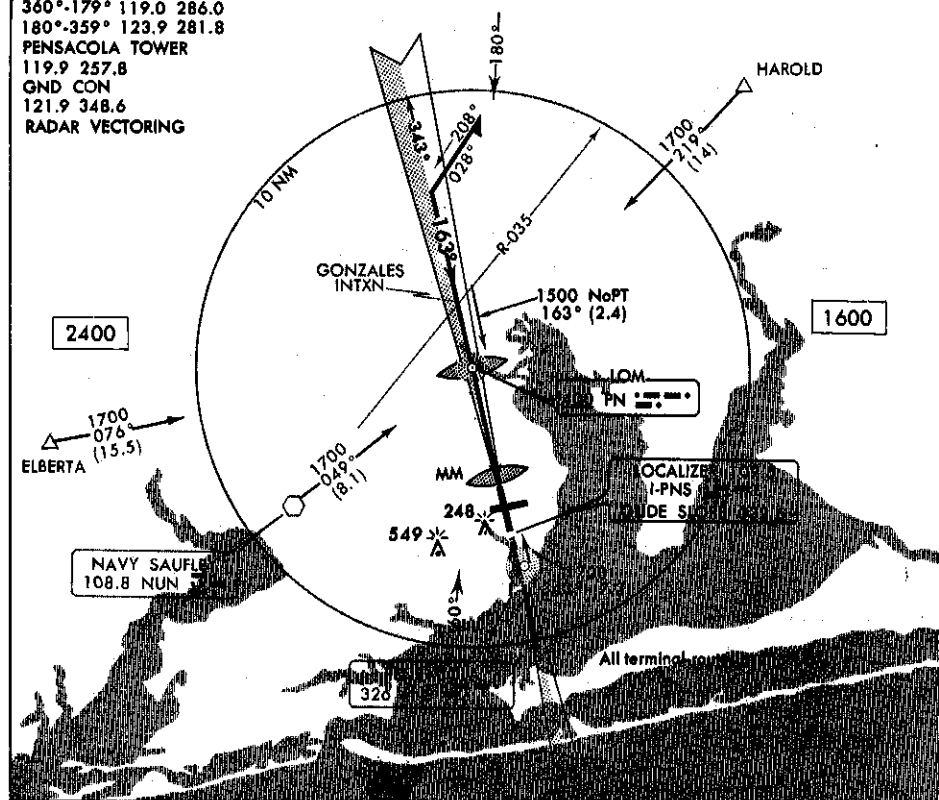 360°-179° 119.0 286.0
180°-359° 123.9 281.8
PENSACOLA TOWER
119.9 257.8
GND CON
121.9 348.6
RADAR VECTORING
180°
HAROLD
1700
219°
(14)
10 NM
343°
208°
028°
163°
R-035
GONZALES
INTXN
1500 NoPT
163° (2.4)
2400
1600
LOM
PN
1700
076°
(15.5)
ELBERTA
1700
049°
(8.1)
MM
LOCALIZER
I-PNS
248
549
NAVY SAUFLE
108.8 NUN
All terminal
326